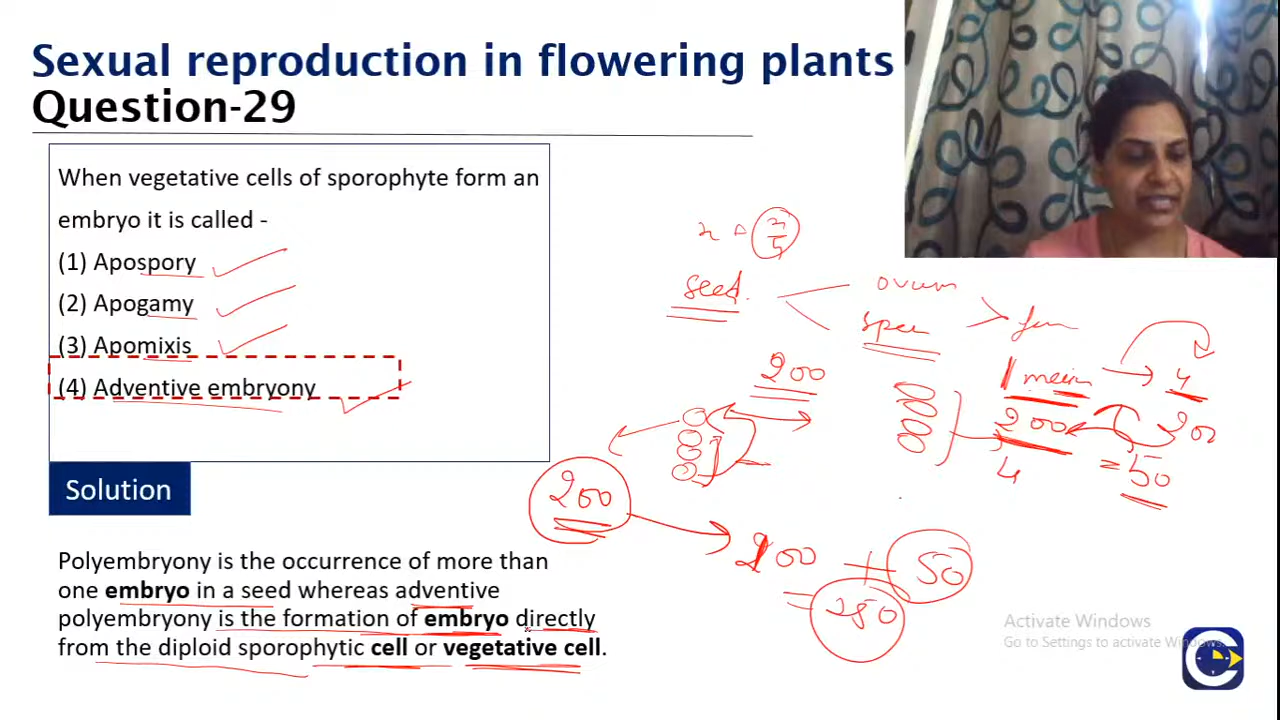 Sexual reproduction in flowering plants
Question-29
When vegetative cells of sporophyte form an
embryo it is called -
(1) Apospory
(2) Apogamy
(3) Apomixis
(4) Adventive embryony
Solution
Polyembryony is the occurrence of more than
one embryo in a seed whereas adventive
polyembryony is the formation of embryo directly
from the diploid sporophytic cell or vegetative cell.
seed.
ovum
200
4
200
200
4
= 50
200
200 + 50
= 250
Activate Windows
Go to Settings to activate Windows.